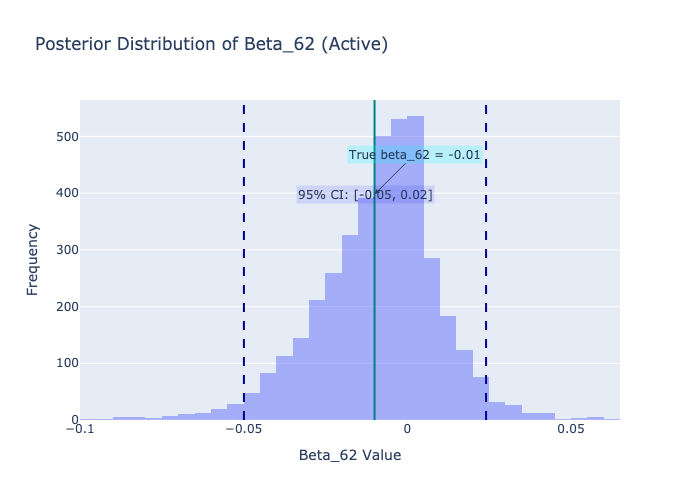 Posterior Distribution of Beta_62 (Active)
500
True beta_62 = -0.01
400
95% CI: [-0.05, 0.02]
300
Frequency
200
100
0
−0.1
−0.05
0
0.05
Beta_62 Value